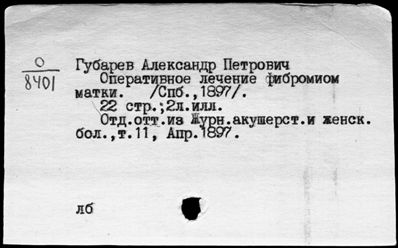 О
8401
Губарев Александр Петрович
Оперативное лечение фибромиом
матки. /Спб.,1897/.
22 стр.;2л.илл.
Отд.отт.из Журн.акушерст.и женск.
бол.,т.11, Апр.1897.
лб